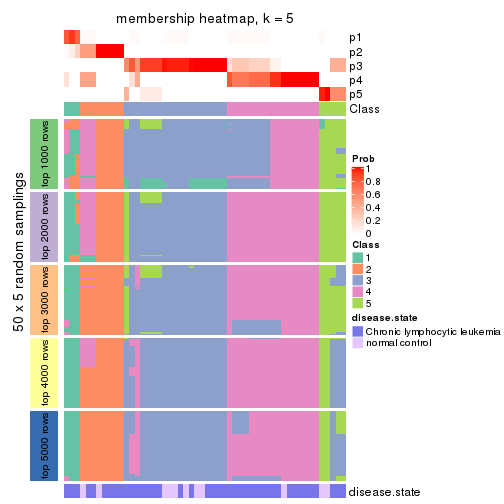 membership heatmap, k = 5
p1
p2
p3
p4
p5
Class
50 x 5 random samplings
top 1000 rows
top 2000 rows
top 3000 rows
top 4000 rows
top 5000 rows
disease.state
Prob
1
0.8
0.6
0.4
0.2
0
Class
1
2
3
4
5
disease.state
Chronic lymphocytic leukemia
normal control